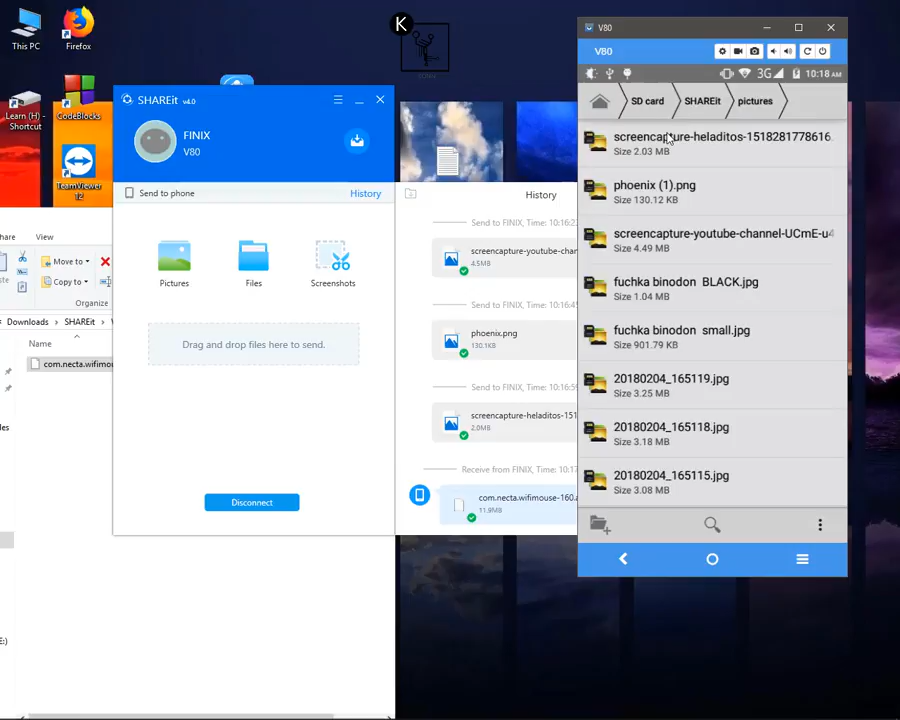 This PC
Firefox
Learn (H) -
Shortcut
CodeBlocks
TeamViewer
12
K
SHAREit v4.0
FINIX
V80
Send to phone
History
Pictures
Files
Screenshots
Drag and drop files here to send.
Disconnect
hare
View
Move to
Copy to
Organize
Downloads
SHAREit
Name
com.necta.wifimou
E:)
History
Send to FINIX, Time: 10:16:2
screencapture-youtube-chan
4.5MB
Send to FINIX, Time: 10:16:4
phoenix.png
130.1KB
Send to FINIX, Time: 10:16:5
screencapture-heladitos-151
2.0MB
Receive from FINIX, Time: 10:1
com.necta.wifimouse-160.a
11.9MB
V80
V80
3G
10:18 AM
SD card
SHAREit
pictures
screencapture-heladitos-1518281778616.
Size 2.03 MB
phoenix (1).png
Size 130.12 KB
screencapture-youtube-channel-UCmE-u4
Size 4.49 MB
fuchka binodon BLACK.jpg
Size 1.04 MB
fuchka binodon small.jpg
Size 901.79 KB
20180204_165119.jpg
Size 3.25 MB
20180204_165118.jpg
Size 3.18 MB
20180204_165115.jpg
Size 3.08 MB